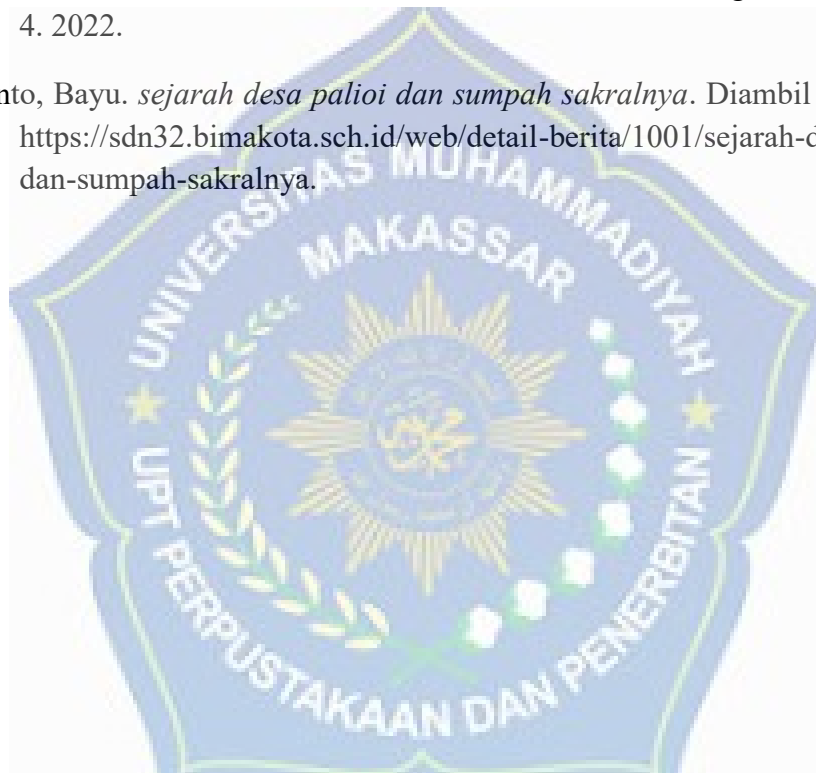 4. 2022.
nto, Bayu. sejarah desa palioi dan sumpah sakralnya. Diambil
https://sdn32.bimakota.sch.id/web/detail-berita/1001/sejarah-d
dan-sumpah-sakralnya.
UNIVERSITAS MUHAMMADIYAH
MAKASSAR
UPT PERPUSTAKAAN DAN PENERBITAN